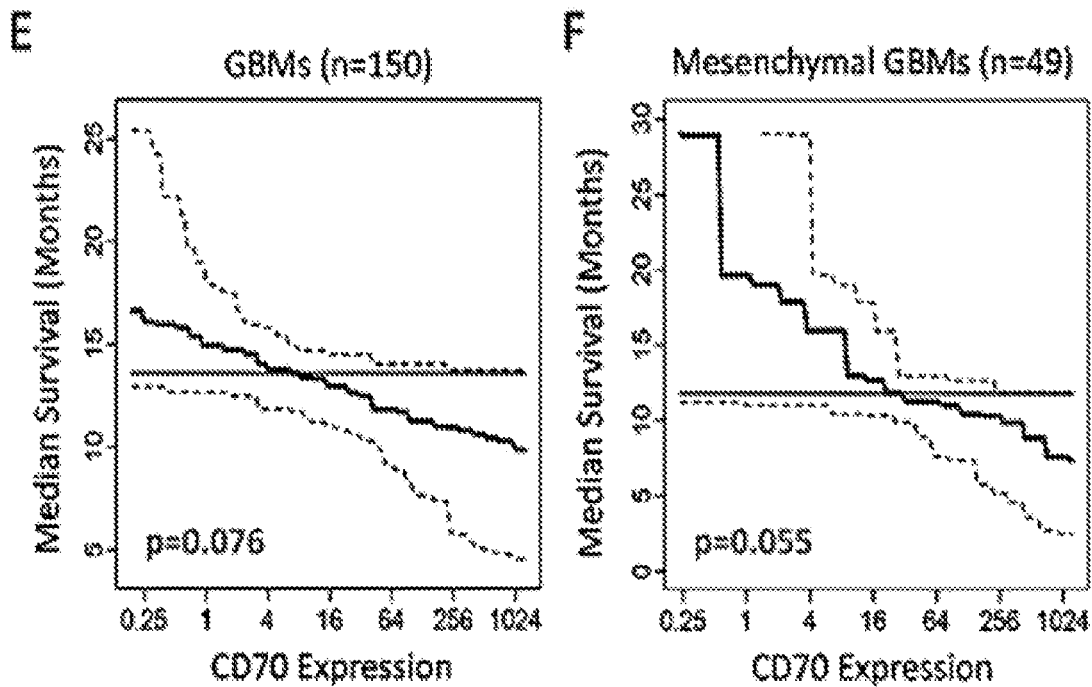 E
GBMs (n=150)
Median Survival (Months)
25
20
15
10
5
p=0.076
0.25 1 4 16 64 256 1024
CD70 Expression
F
Mesenchymal GBMs (n=49)
Median Survival (Months)
30
25
20
15
10
5
0
p=0.055
0.25 1 4 16 64 256 1024
CD70 Expression